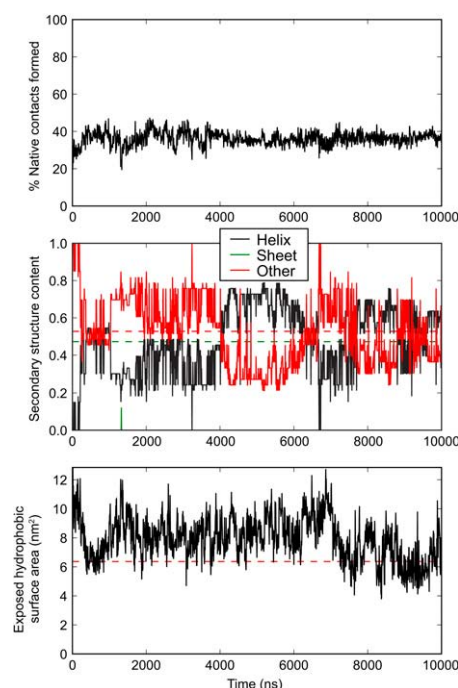 % Native contacts formed
100
80
60
40
20
0
0 2000 4000 6000 8000 10000
Secondary structure content
1.0
0.8
0.6
0.4
0.2
0.0
Helix
Sheet
Other
0 2000 4000 6000 8000 10000
Exposed hydrophobic
surface area (nm²)
12
10
8
6
4
2
0
0 2000 4000 6000 8000 10000
Time (ns)